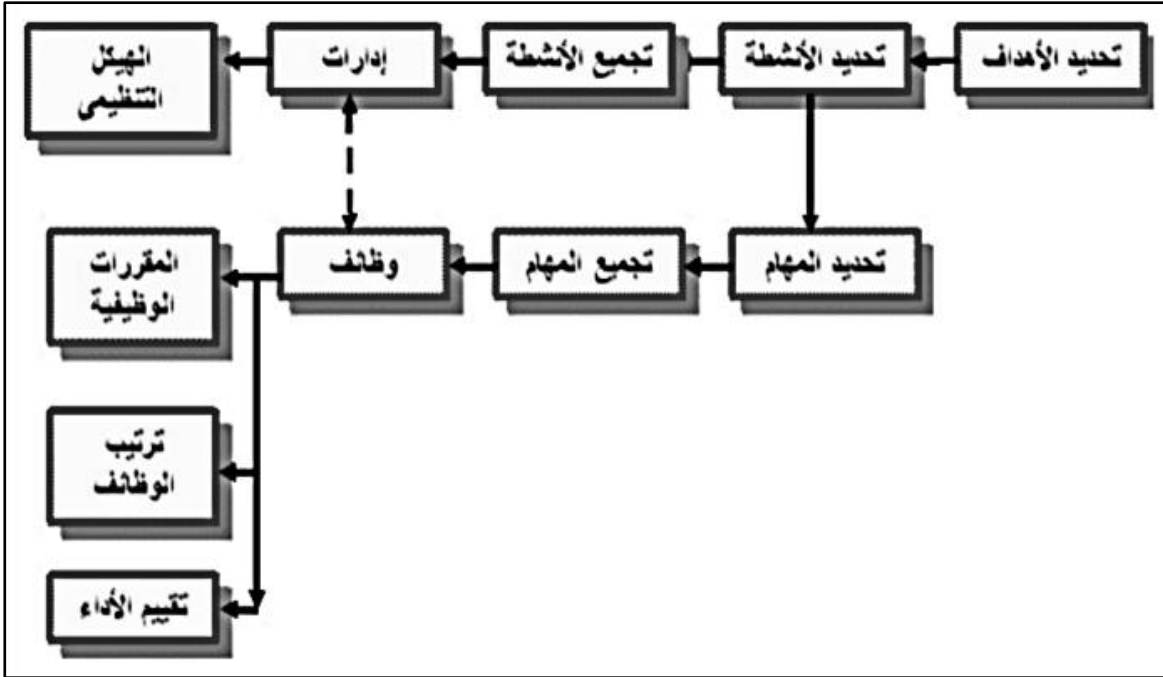 تحديد الأهداف
تحديد الأنشطة
تجميع الأنشطة
إدارات
الهيكل
التنظيمى
تحديد المهام
تجميع المهام
وظائف
المقررات
الوظيفية
ترتيب
الوظائف
تقييم الأداء